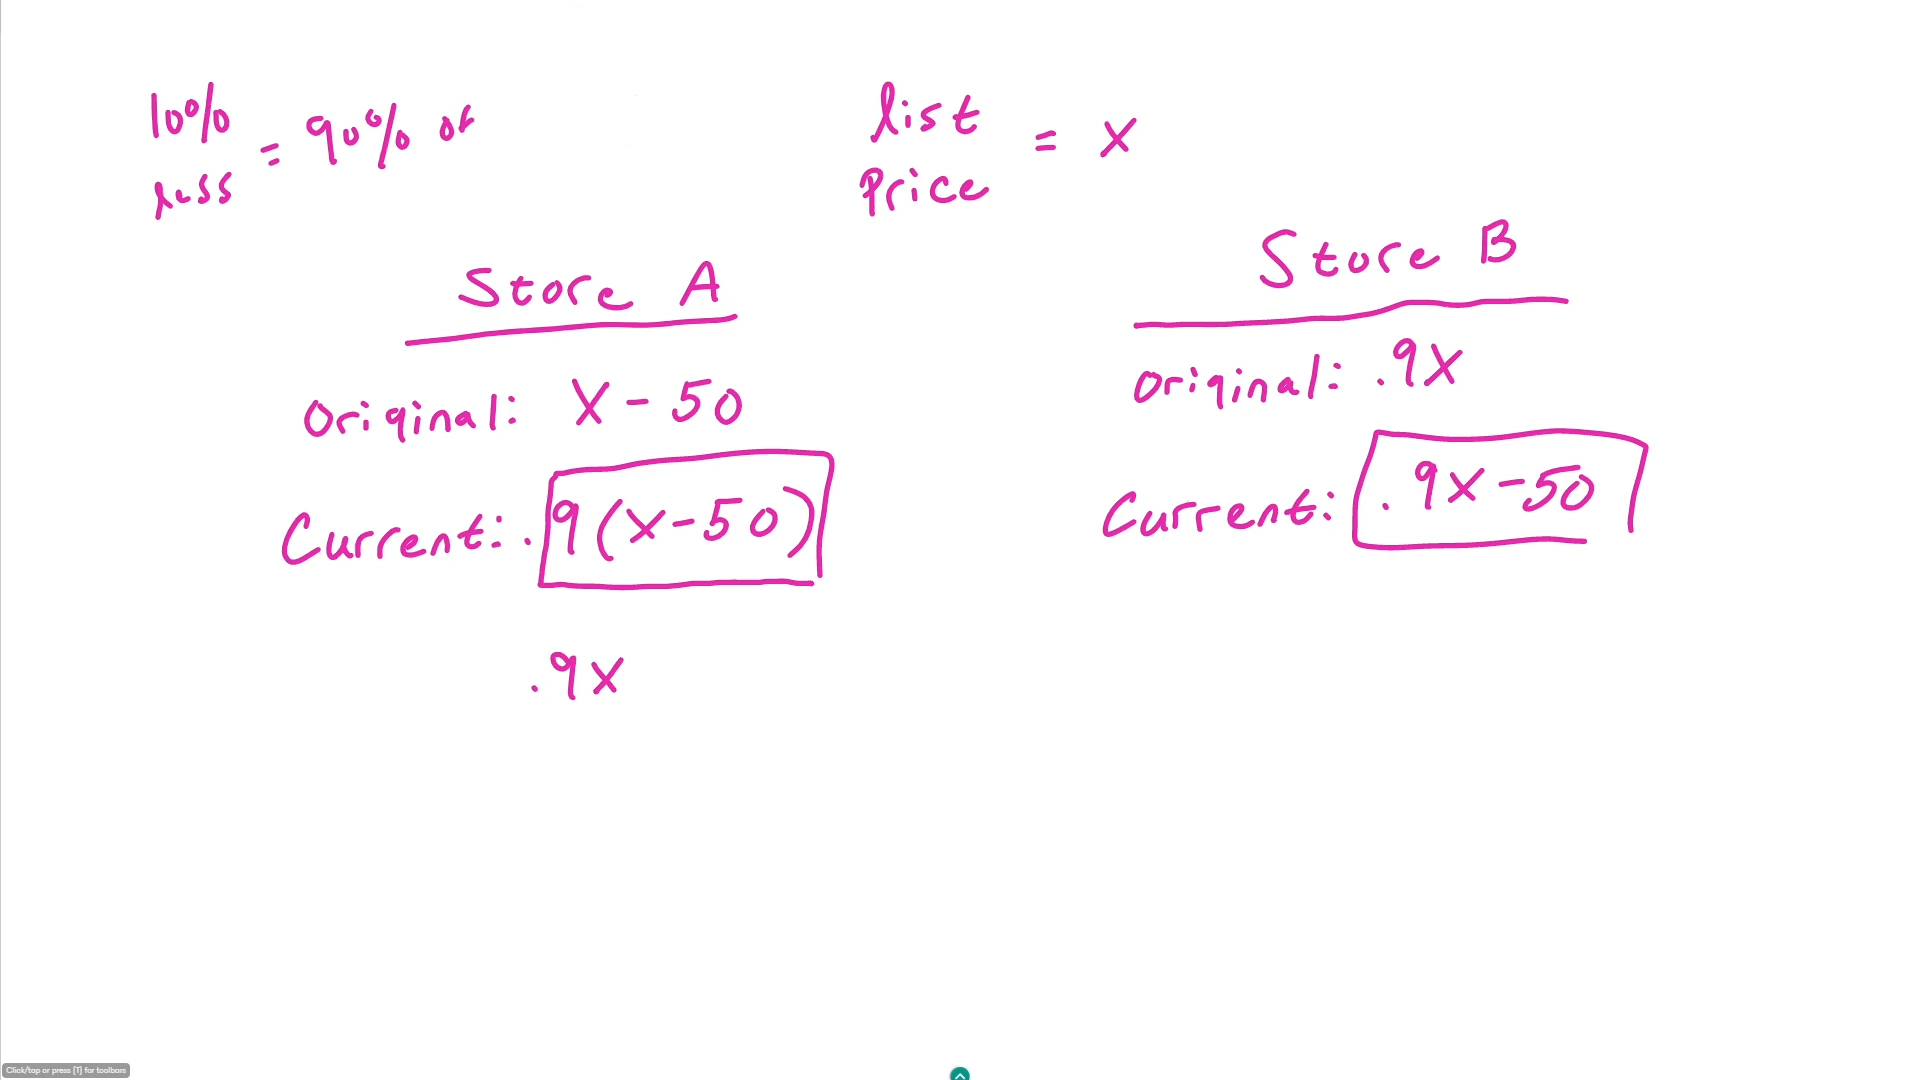 10%
less = 90% of
list
Price = x
Store A
Original: x - 50
Current: .9(x-50)
.9x
Store B
Original: .9x
Current: .9x-50
Click/tap or press [T] for toolbars